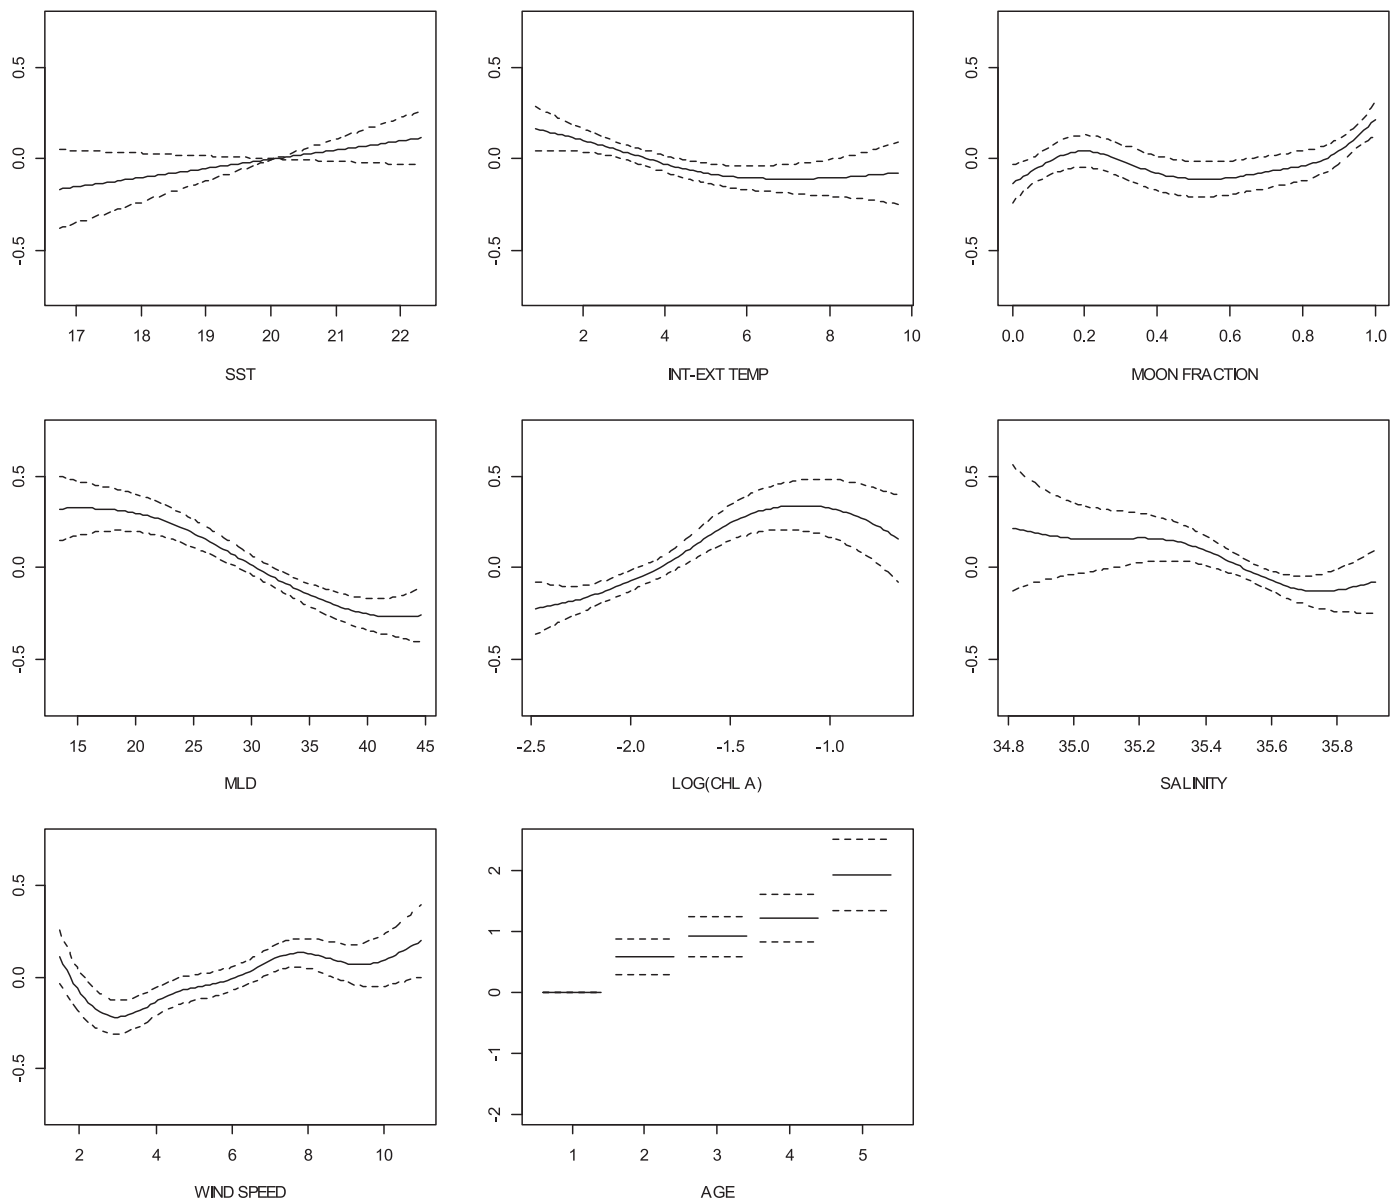 0.5
0.0
-0.5
17 18 19 20 21 22
SST
0.5
0.0
-0.5
2 4 6 8 10
INT-EXT TEMP
0.5
0.0
-0.5
0.0 0.2 0.4 0.6 0.8 1.0
MOON FRACTION
0.5
0.0
-0.5
15 20 25 30 35 40 45
MLD
0.5
0.0
-0.5
-2.5 -2.0 -1.5 -1.0
LOG(CHL A)
0.5
0.0
-0.5
34.8 35.0 35.2 35.4 35.6 35.8
SALINITY
0.5
0.0
-0.5
2 4 6 8 10
WIND SPEED
2
1
0
-1
-2
1 2 3 4 5
AGE